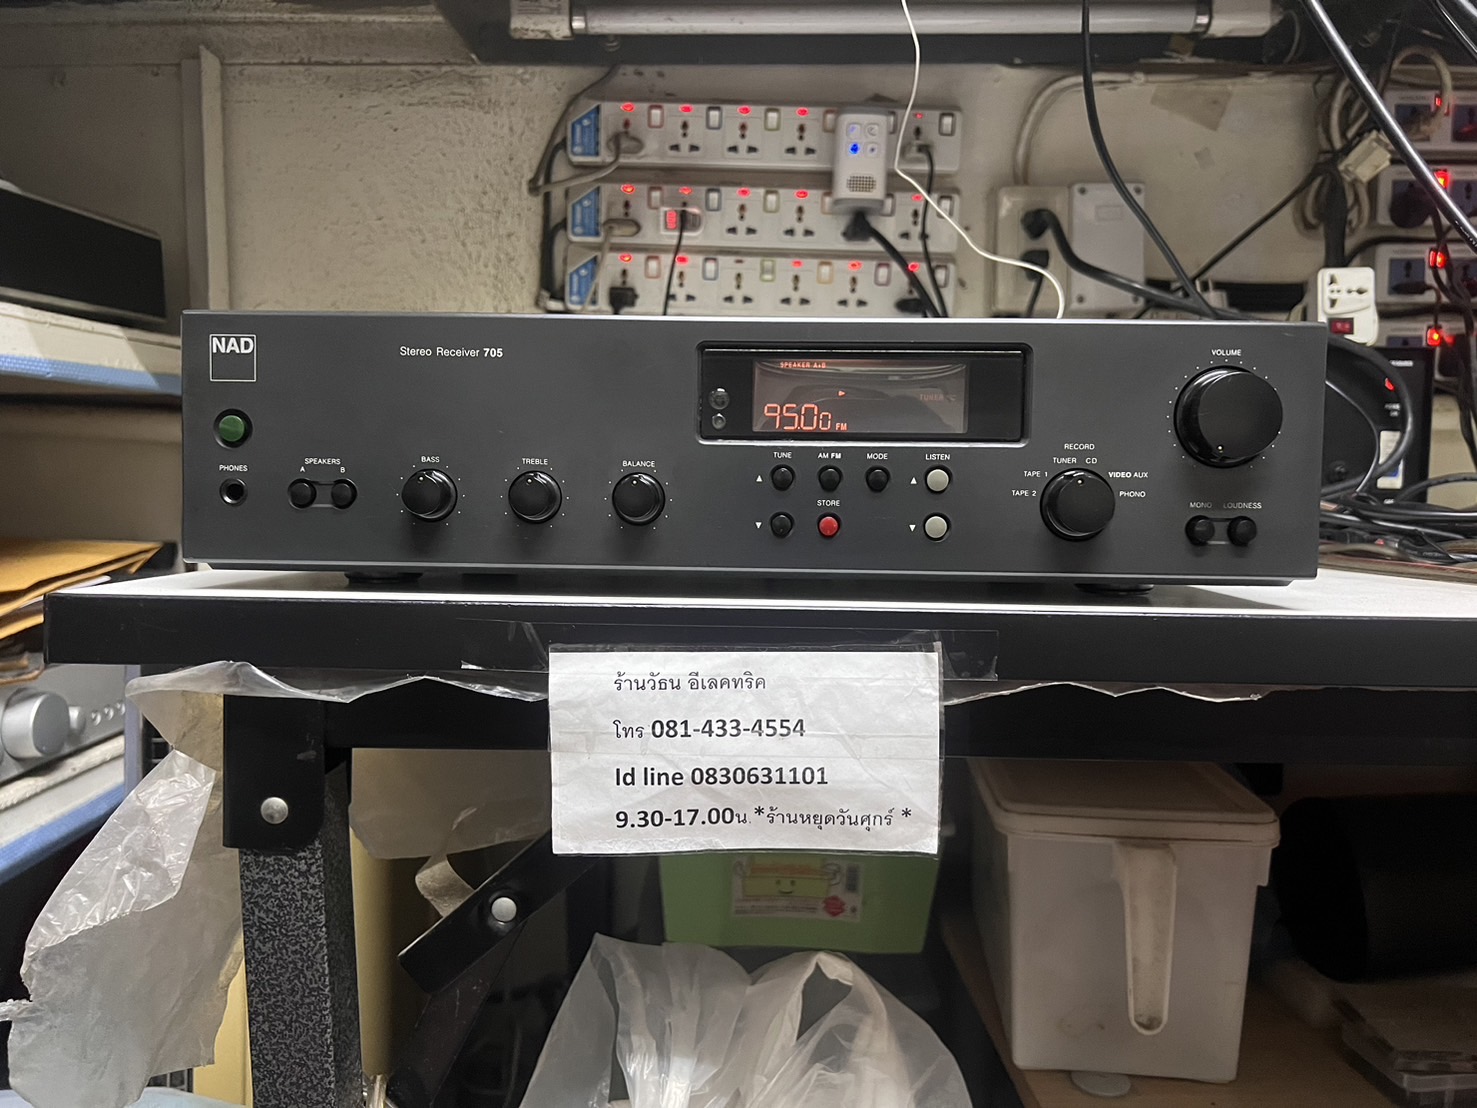 NAD
Stereo Receiver 705
SPEAKER A+B
TUNER
95.00 FM
VOLUME
PHONES
SPEAKERS
A B
BASS
TREBLE
BALANCE
TUNE AM FM MODE LISTEN
STORE
RECORD
TUNER CD
TAPE 1 VIDEO AUX
TAPE 2 PHONO
MONO LOUDNESS
ร้านวัธน อีเลคทริค
โทร 081-433-4554
Id line 0830631101
9.30-17.00น.*ร้านหยุดวันศุกร์ *